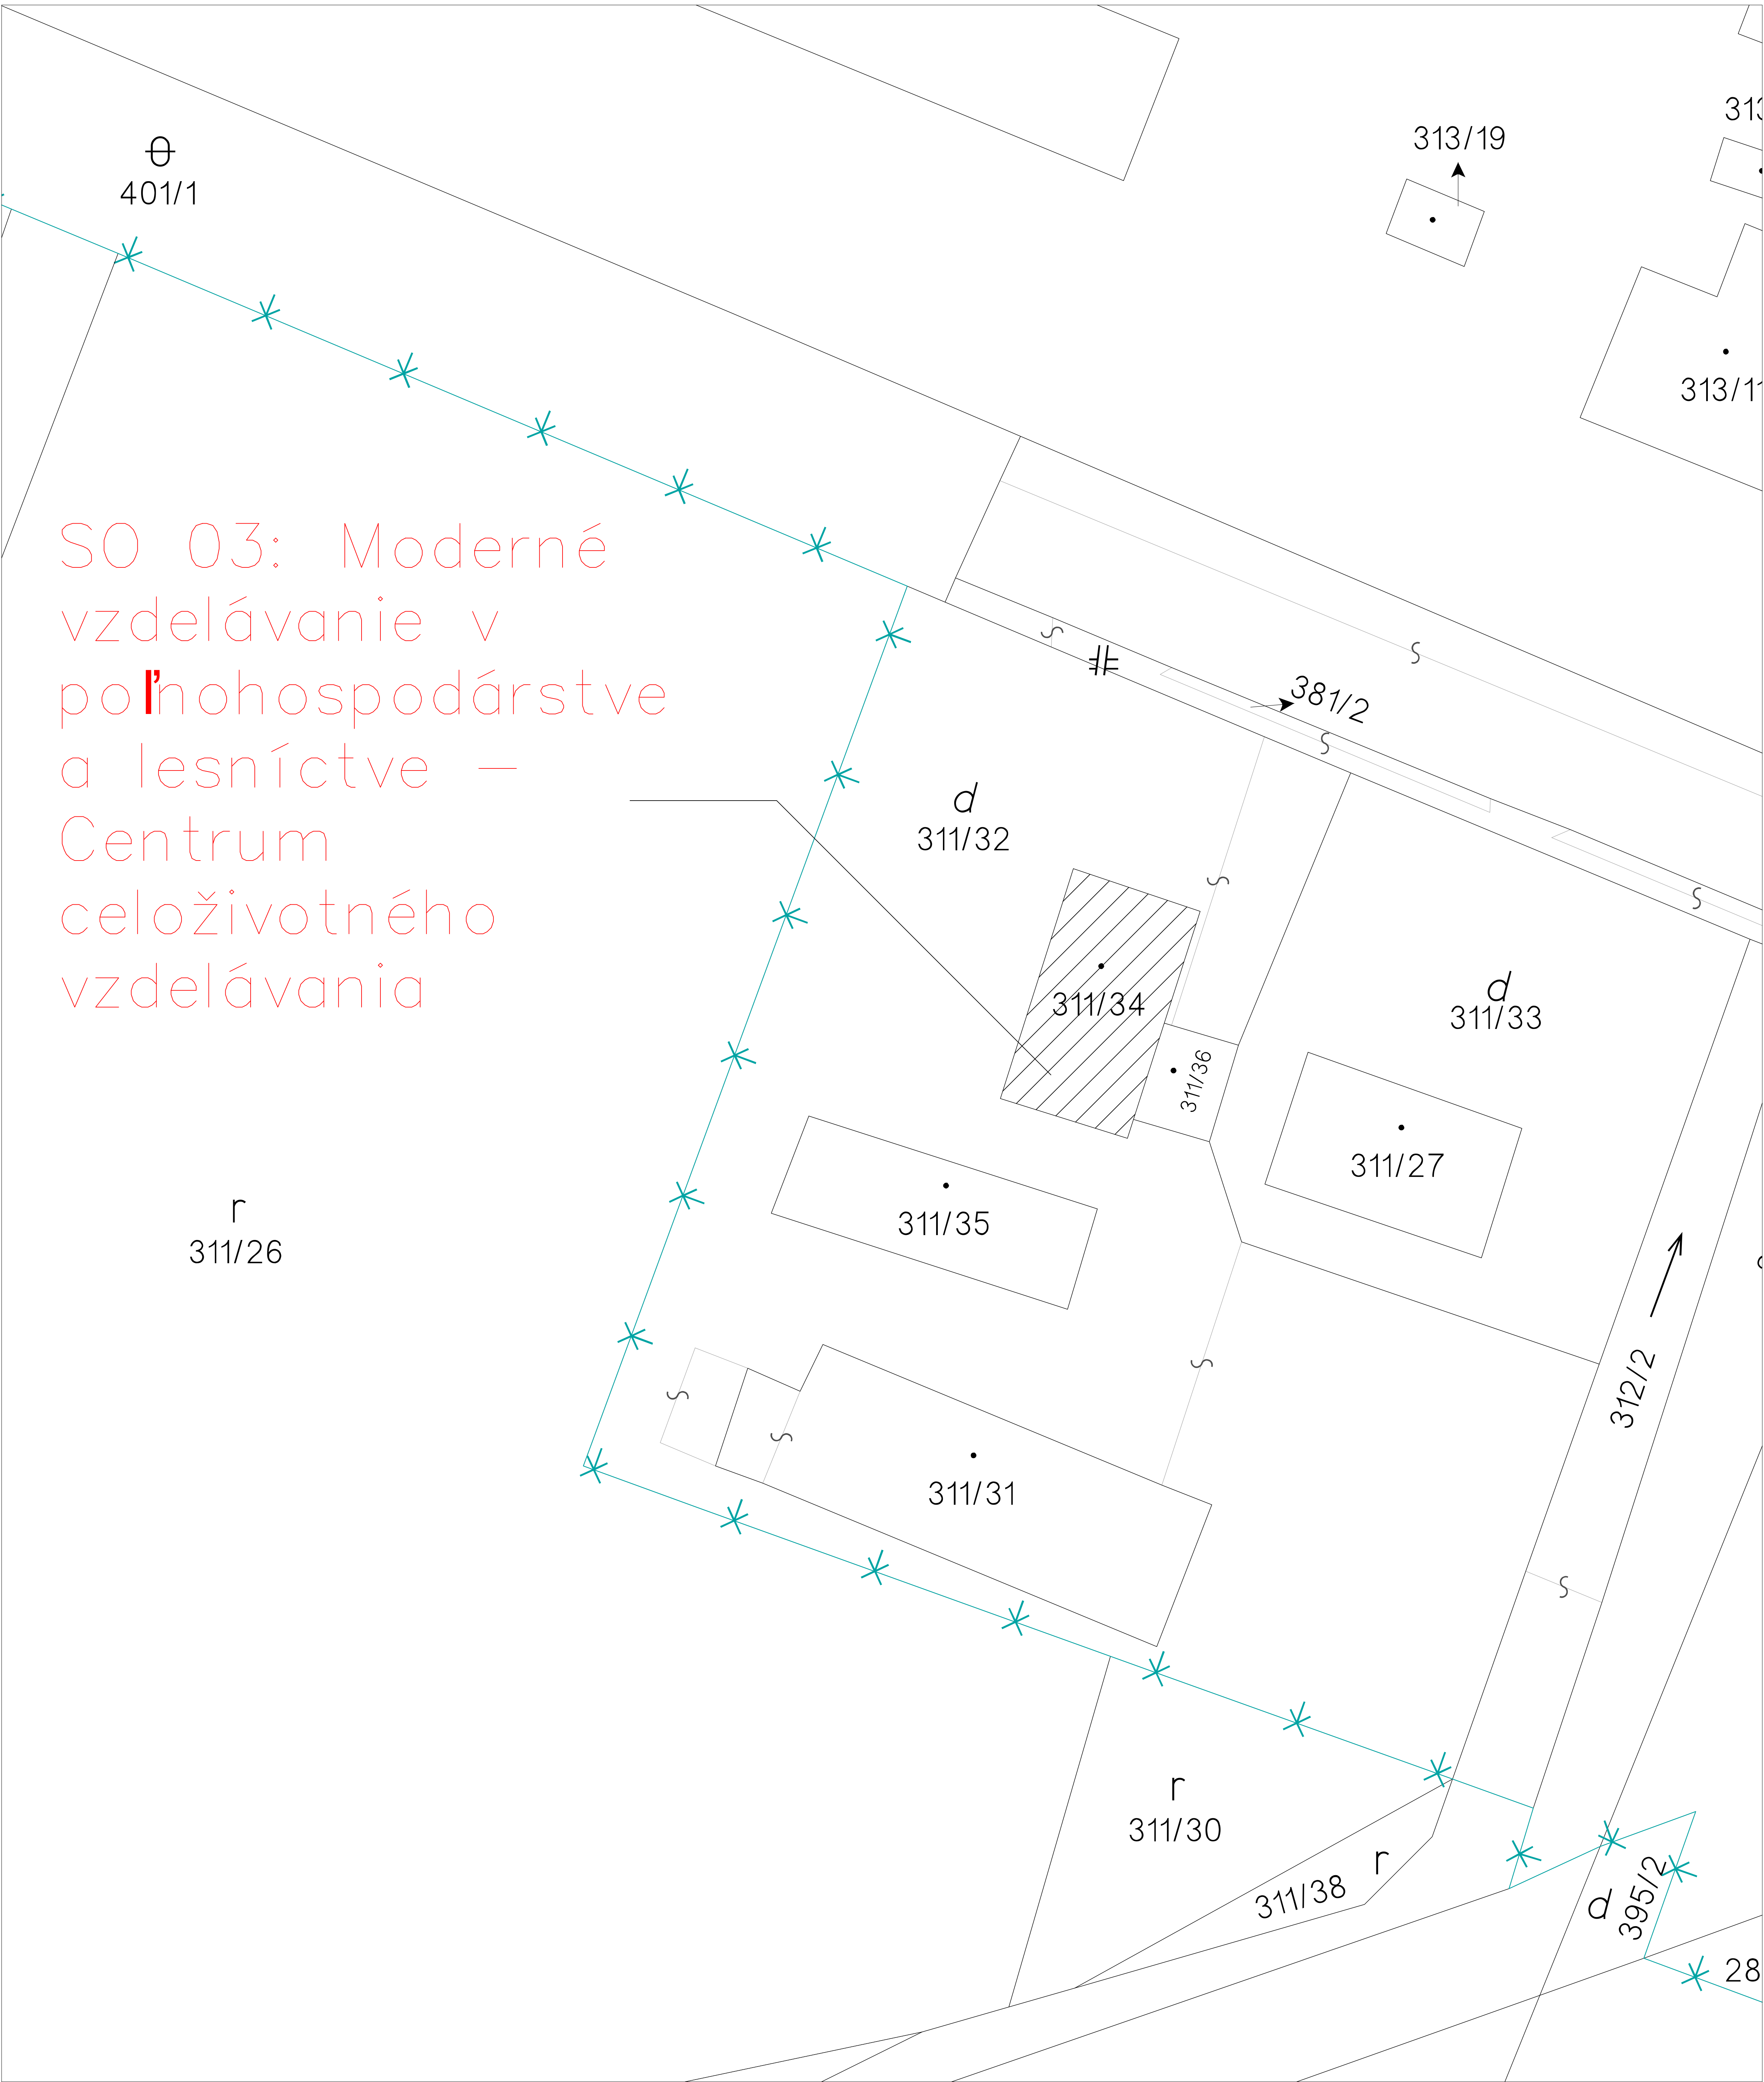 313
313/19
401/1
313/11
SO 03: Moderné
vzdelávanie v
poľnohospodárstve
a lesníctve –
Centrum
celoživotného
vzdelávania
381/2
d
311/32
d
311/33
311/34
311/36
311/27
311/35
r
311/26
312/2
311/31
r
311/30
r
311/38
d
395/2
28